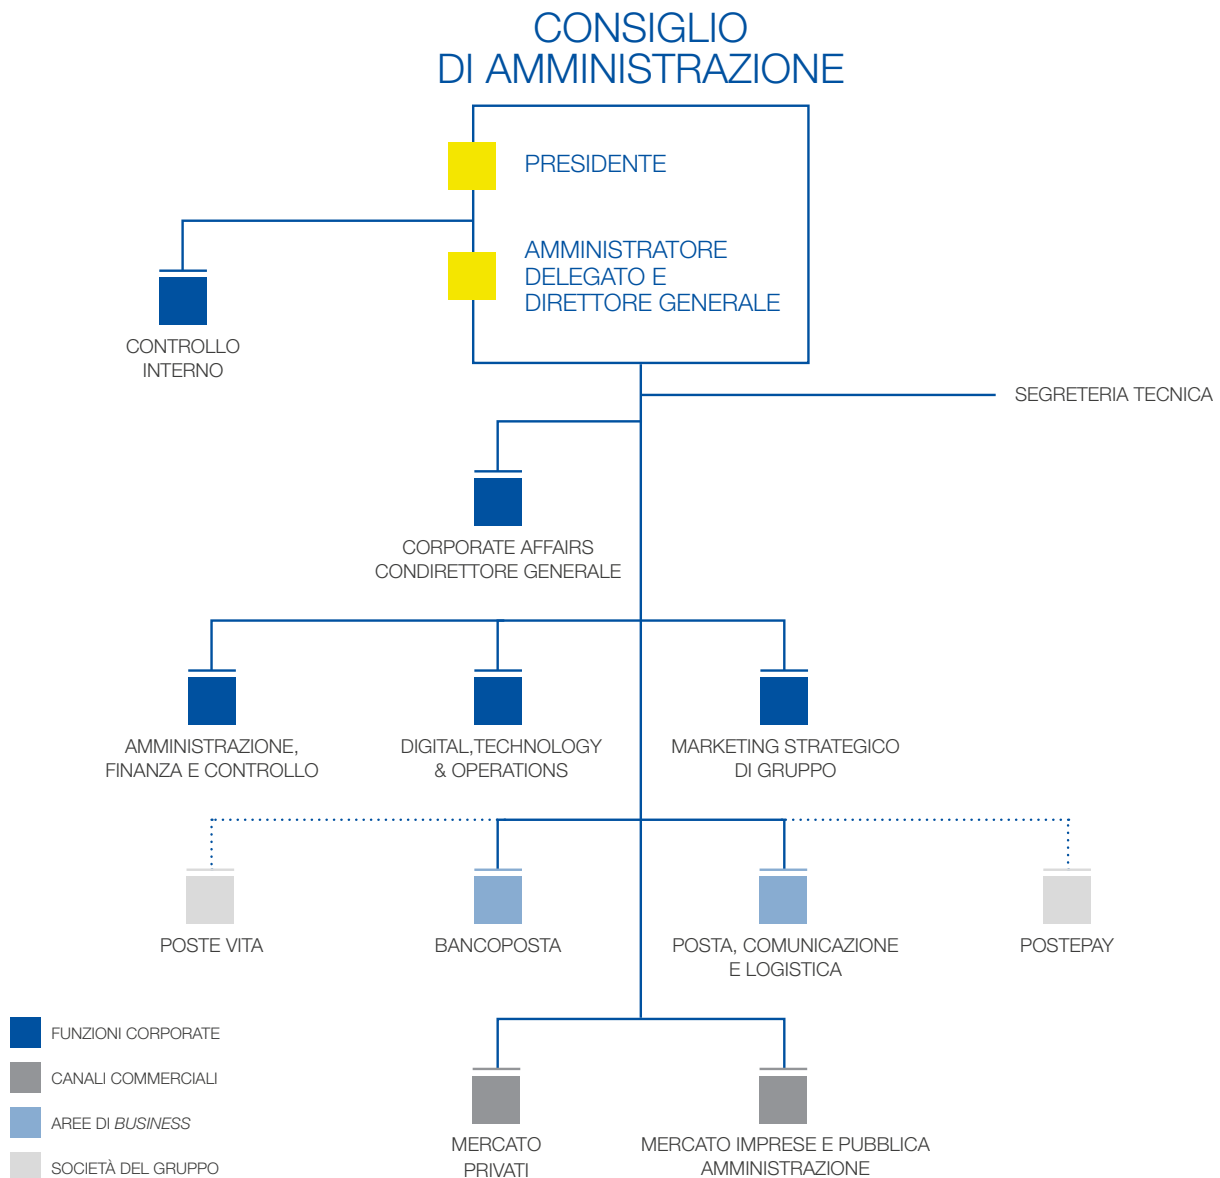 CONSIGLIO
DI AMMINISTRAZIONE
PRESIDENTE
AMMINISTRATORE
DELEGATO E
DIRETTORE GENERALE
CONTROLLO
INTERNO
SEGRETERIA TECNICA
CORPORATE AFFAIRS
CONDIRETTORE GENERALE
AMMINISTRAZIONE,
FINANZA E CONTROLLO
DIGITAL,TECHNOLOGY
& OPERATIONS
MARKETING STRATEGICO
DI GRUPPO
POSTE VITA
BANCOPOSTA
POSTA, COMUNICAZIONE
E LOGISTICA
POSTEPAY
FUNZIONI CORPORATE
CANALI COMMERCIALI
AREE DI BUSINESS
SOCIETÀ DEL GRUPPO
MERCATO
PRIVATI
MERCATO IMPRESE E PUBBLICA
AMMINISTRAZIONE